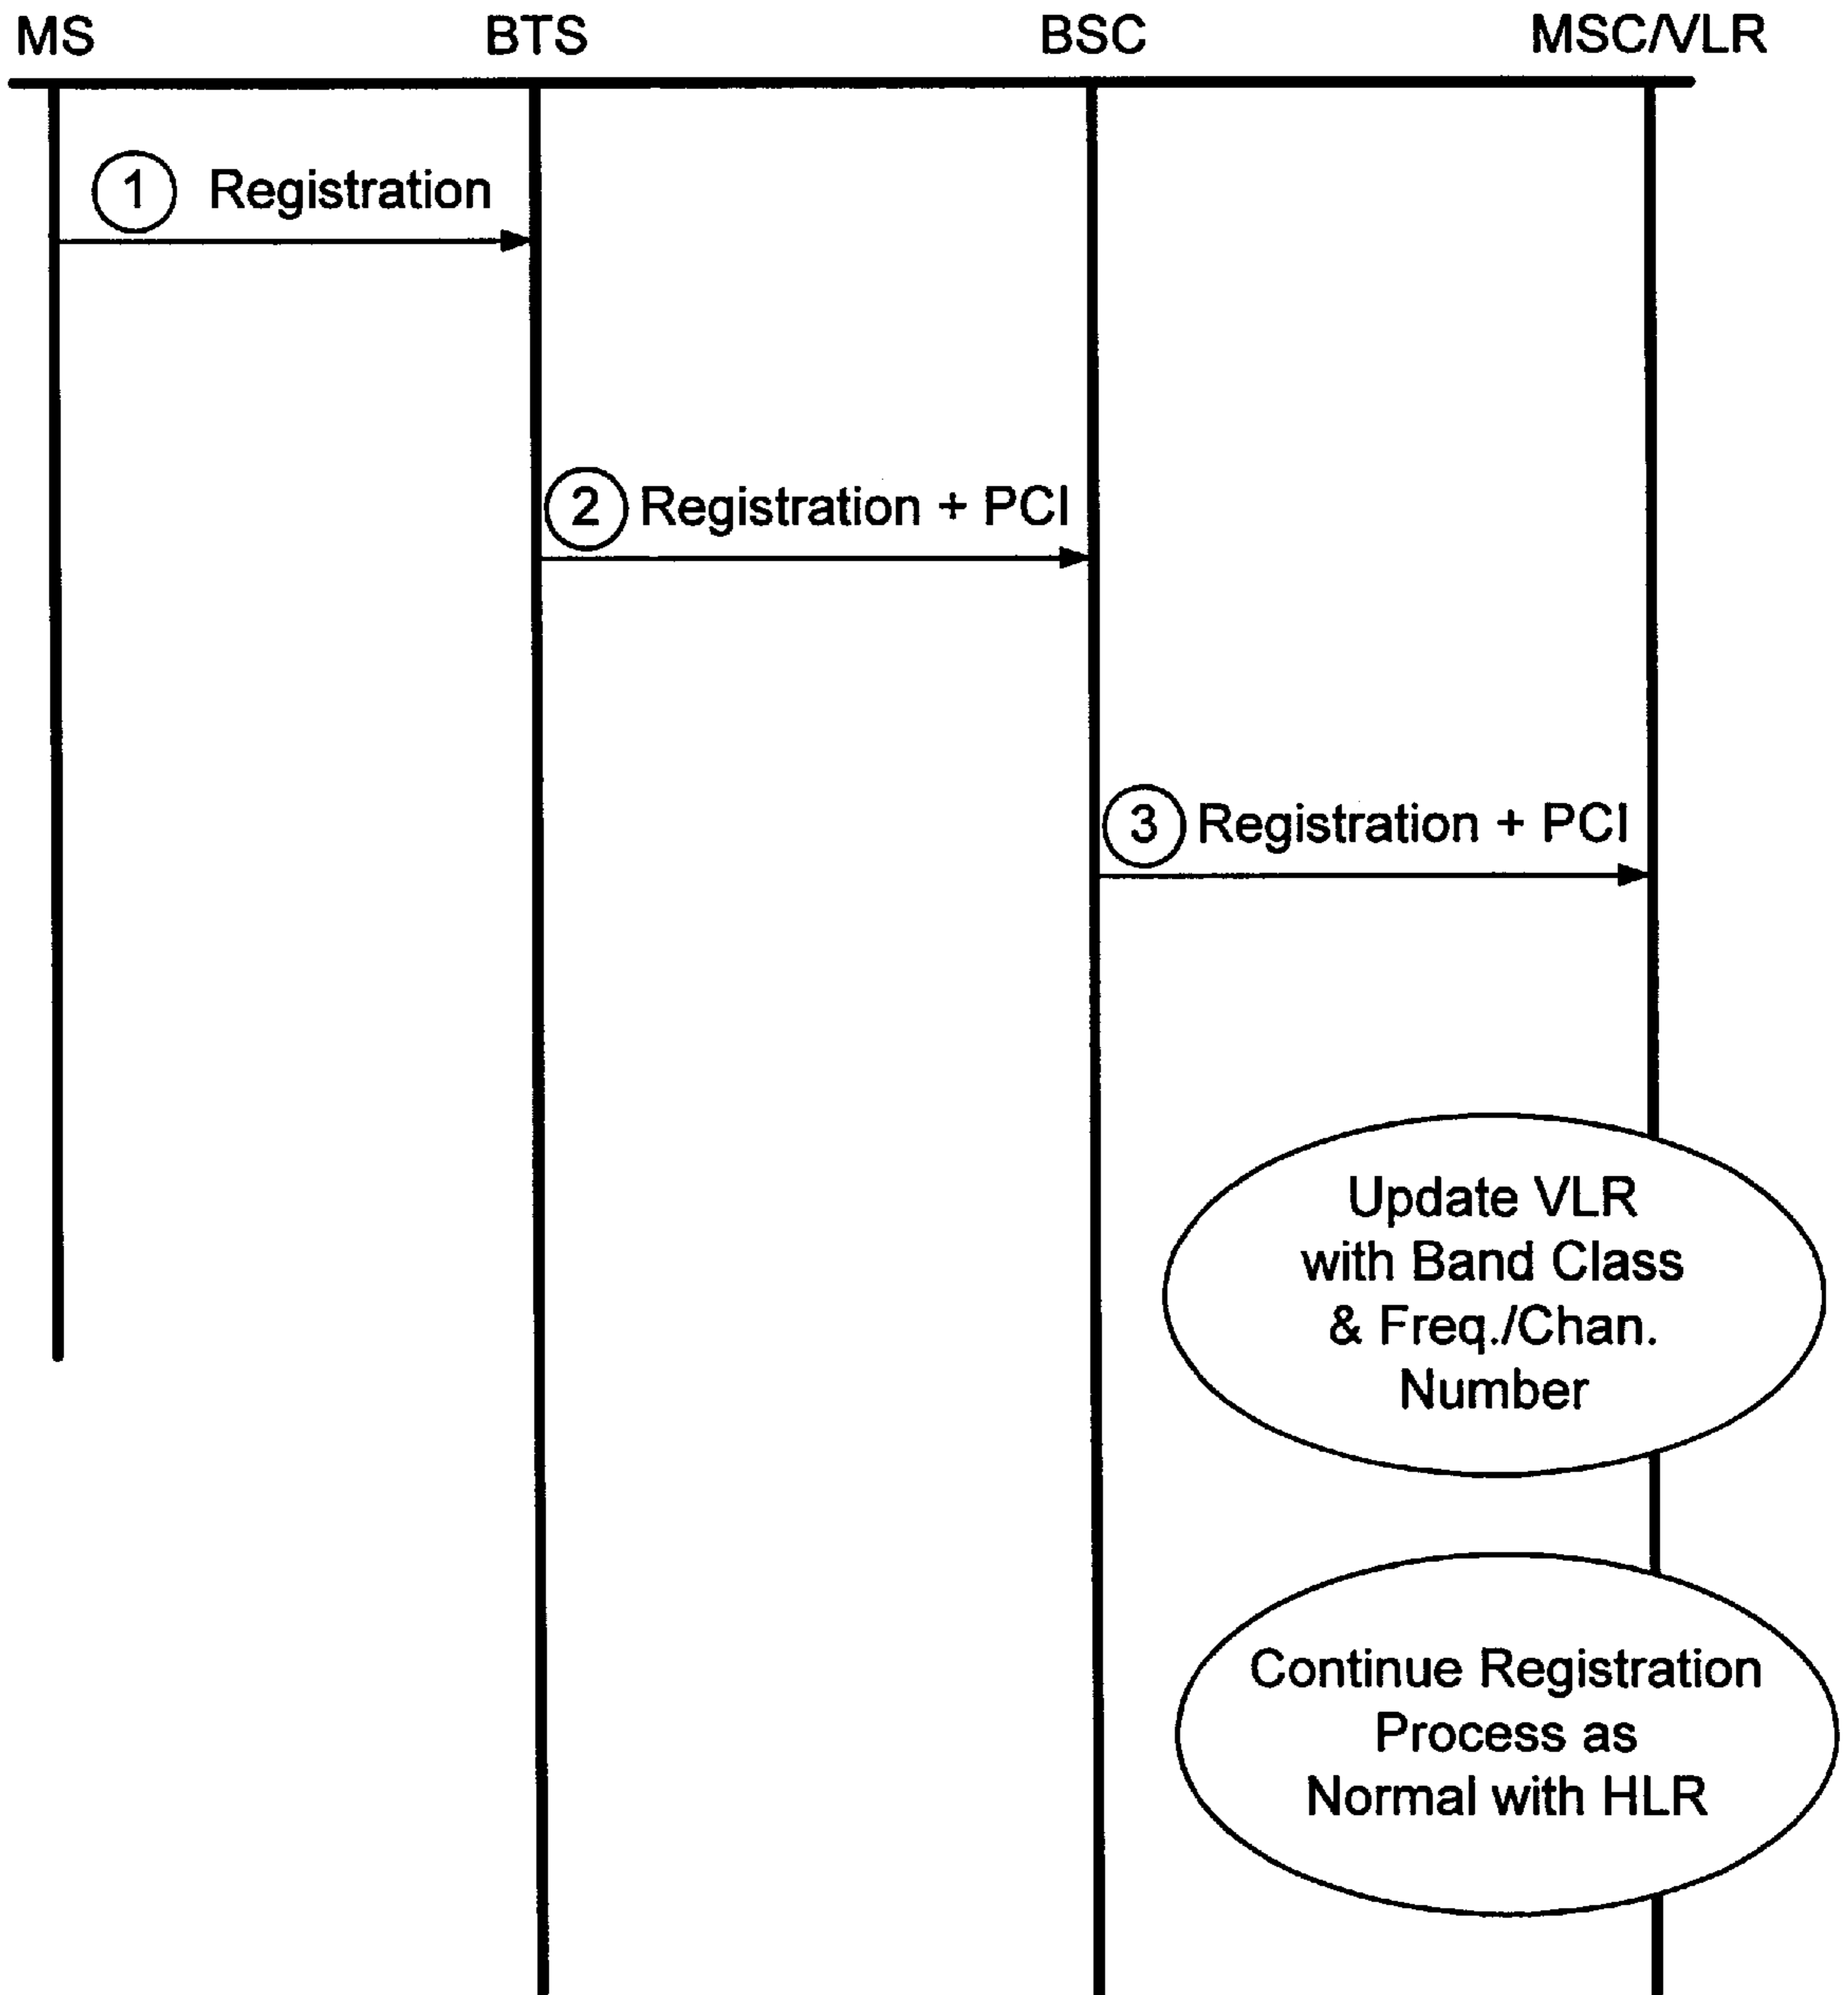 MS BTS BSC MSC/VLR
1 Registration
2 Registration + PCI
3 Registration + PCI
Update VLR
with Band Class
& Freq./Chan.
Number
Continue Registration
Process as
Normal with HLR